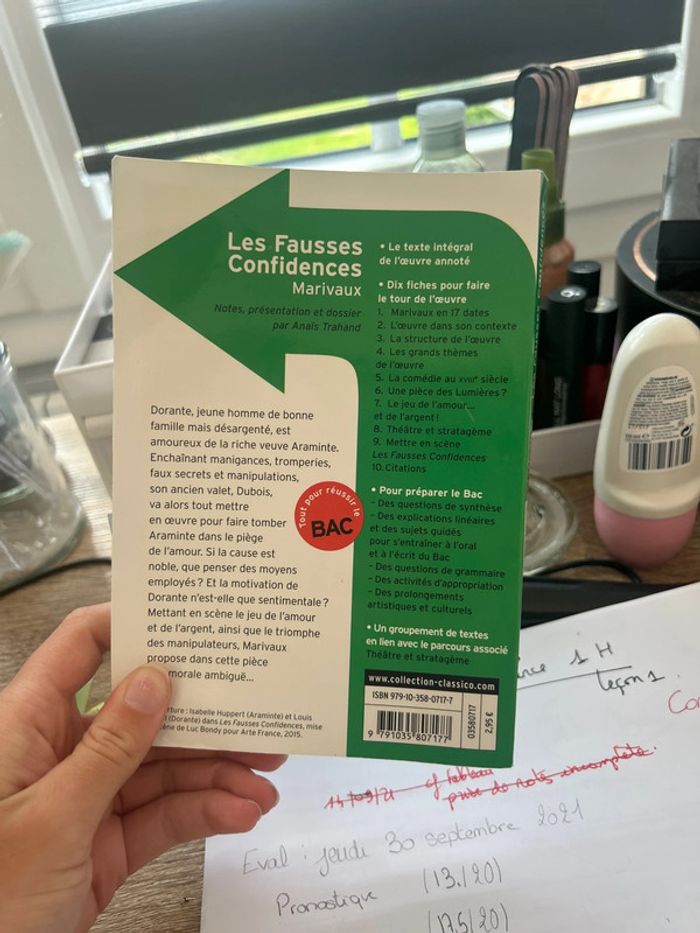 Les Fausses
Confidences
Marivaux
Notes, présentation et dossier
par Anaïs Trahand
Dorante, jeune homme de bonne
famille mais désargenté, est
amoureux de la riche veuve Araminte.
Enchaînant manigances, tromperies,
faux secrets et manipulations,
son ancien valet, Dubois,
va alors tout mettre
en œuvre pour faire tomber
Araminte dans le piège
de l'amour. Si la cause est
noble, que penser des moyens
employés ? Et la motivation de
Dorante n'est-elle que sentimentale ?
Mettant en scène le jeu de l'amour
et de l'argent, ainsi que le triomphe
des manipulateurs, Marivaux
propose dans cette pièce
morale ambiguë...
: Isabelle Huppert (Araminte) et Louis
(Dorante) dans Les Fausses Confidences, mise
de Luc Bondy pour Arte France, 2015.
Tout pour réussir le
BAC
• Le texte intégral
de l'œuvre annoté
• Dix fiches pour faire
le tour de l'œuvre
1. Marivaux en 17 dates
2. L'œuvre dans son contexte
3. La structure de l'œuvre
4. Les grands thèmes
de l'œuvre
5. La comédie au XVIIIe siècle
6. Une pièce des Lumières ?
7. Le jeu de l'amour...
et de l'argent !
8. Théâtre et stratagème
9. Mettre en scène
Les Fausses Confidences
10. Citations
• Pour préparer le Bac
– Des questions de synthèse
– Des explications linéaires
et des sujets guidés
pour s'entraîner à l'oral
et à l'écrit du Bac
– Des questions de grammaire
– Des activités d'appropriation
– Des prolongements
artistiques et culturels
• Un groupement de textes
en lien avec le parcours associé
Théâtre et stratagème
www.collection-classico.com
ISBN 979-10-358-0717-7
9 791035 807177
03580717
2,95 €
1 H
leçon 1
14/09/21 cf tableau
prise de notes incomplète.
Eval : jeudi 30 septembre 2021
Pronostique (13./20)
(17.5/20)